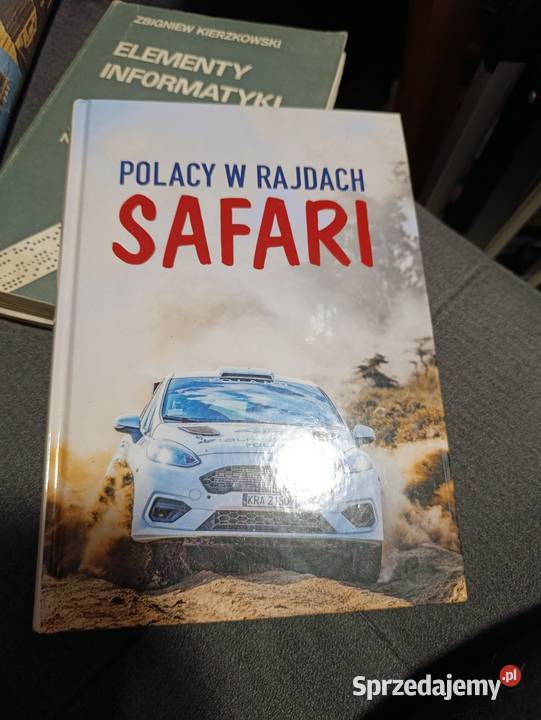 ZBIGNIEW KIERZKOWSKI
ELEMENTY
INFORMATYKI
POLACY W RAJDACH
SAFARI
Sprzedajemy.pl